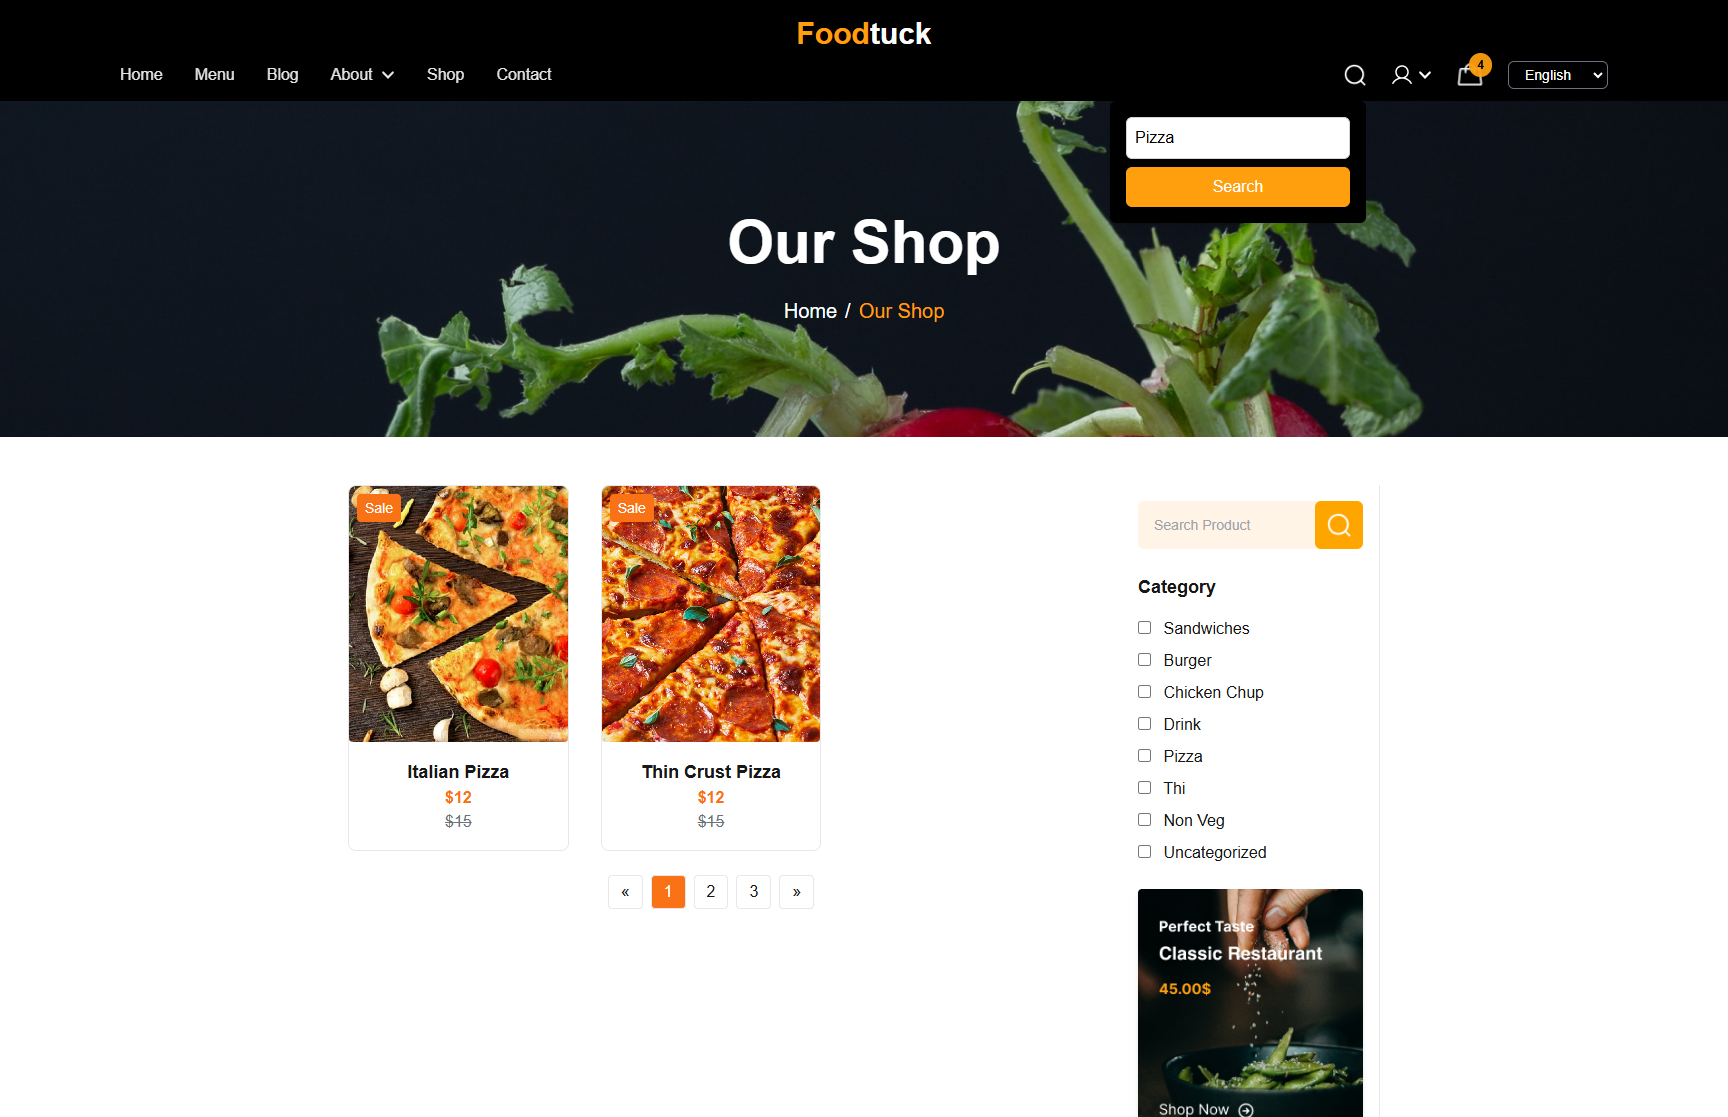 Foodtuck
Home Menu Blog About Shop Contact
4
English
Pizza
Search
Our Shop
Home / Our Shop
Sale
Sale
Italian Pizza
$12
$15
Thin Crust Pizza
$12
$15
« 1 2 3 »
Search Product
Category
Sandwiches
Burger
Chicken Chup
Drink
Pizza
Thi
Non Veg
Uncategorized
Perfect Taste
Classic Restaurant
45.00$
Shop Now